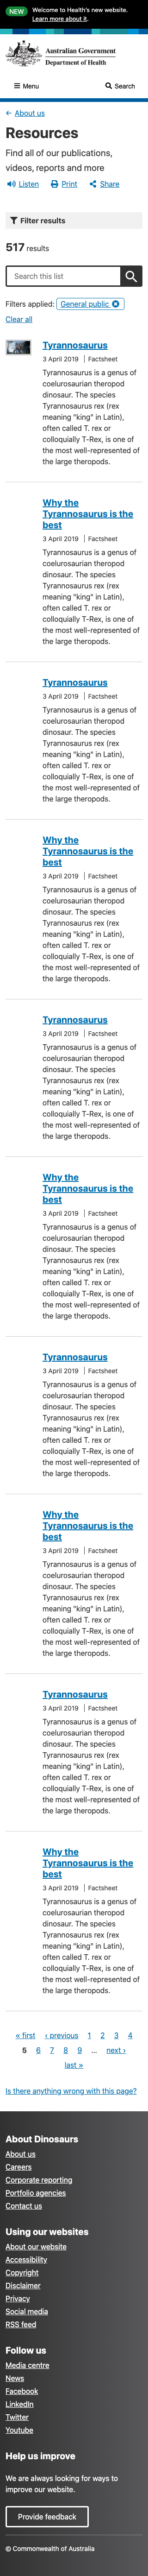 NEW Welcome to Health's new website.
Learn more about it.
Australian Government
Department of Health
Menu Search
← About us
Resources
Find all of our publications,
videos, reports and more
Listen Print Share
Filter results
517 results
Search this list
Filters applied: General public
Clear all
Tyrannosaurus
3 April 2019 | Factsheet
Tyrannosaurus is a genus of
coelurosaurian theropod
dinosaur. The species
Tyrannosaurus rex (rex
meaning "king" in Latin),
often called T. rex or
colloquially T-Rex, is one of
the most well-represented of
the large theropods.
Why the
Tyrannosaurus is the
best
3 April 2019 | Factsheet
Tyrannosaurus is a genus of
coelurosaurian theropod
dinosaur. The species
Tyrannosaurus rex (rex
meaning "king" in Latin),
often called T. rex or
colloquially T-Rex, is one of
the most well-represented of
the large theropods.
Tyrannosaurus
3 April 2019 | Factsheet
Tyrannosaurus is a genus of
coelurosaurian theropod
dinosaur. The species
Tyrannosaurus rex (rex
meaning "king" in Latin),
often called T. rex or
colloquially T-Rex, is one of
the most well-represented of
the large theropods.
Why the
Tyrannosaurus is the
best
3 April 2019 | Factsheet
Tyrannosaurus is a genus of
coelurosaurian theropod
dinosaur. The species
Tyrannosaurus rex (rex
meaning "king" in Latin),
often called T. rex or
colloquially T-Rex, is one of
the most well-represented of
the large theropods.
Tyrannosaurus
3 April 2019 | Factsheet
Tyrannosaurus is a genus of
coelurosaurian theropod
dinosaur. The species
Tyrannosaurus rex (rex
meaning "king" in Latin),
often called T. rex or
colloquially T-Rex, is one of
the most well-represented of
the large theropods.
Why the
Tyrannosaurus is the
best
3 April 2019 | Factsheet
Tyrannosaurus is a genus of
coelurosaurian theropod
dinosaur. The species
Tyrannosaurus rex (rex
meaning "king" in Latin),
often called T. rex or
colloquially T-Rex, is one of
the most well-represented of
the large theropods.
Tyrannosaurus
3 April 2019 | Factsheet
Tyrannosaurus is a genus of
coelurosaurian theropod
dinosaur. The species
Tyrannosaurus rex (rex
meaning "king" in Latin),
often called T. rex or
colloquially T-Rex, is one of
the most well-represented of
the large theropods.
Why the
Tyrannosaurus is the
best
3 April 2019 | Factsheet
Tyrannosaurus is a genus of
coelurosaurian theropod
dinosaur. The species
Tyrannosaurus rex (rex
meaning "king" in Latin),
often called T. rex or
colloquially T-Rex, is one of
the most well-represented of
the large theropods.
Tyrannosaurus
3 April 2019 | Factsheet
Tyrannosaurus is a genus of
coelurosaurian theropod
dinosaur. The species
Tyrannosaurus rex (rex
meaning "king" in Latin),
often called T. rex or
colloquially T-Rex, is one of
the most well-represented of
the large theropods.
Why the
Tyrannosaurus is the
best
3 April 2019 | Factsheet
Tyrannosaurus is a genus of
coelurosaurian theropod
dinosaur. The species
Tyrannosaurus rex (rex
meaning "king" in Latin),
often called T. rex or
colloquially T-Rex, is one of
the most well-represented of
the large theropods.
« first ‹ previous 1 2 3 4
5 6 7 8 9 ... next ›
last »
Is there anything wrong with this page?
About Dinosaurs
About us
Careers
Corporate reporting
Portfolio agencies
Contact us
Using our websites
About our website
Accessibility
Copyright
Disclaimer
Privacy
Social media
RSS feed
Follow us
Media centre
News
Facebook
LinkedIn
Twitter
Youtube
Help us improve
We are always looking for ways to
improve our website.
Provide feedback
© Commonwealth of Australia